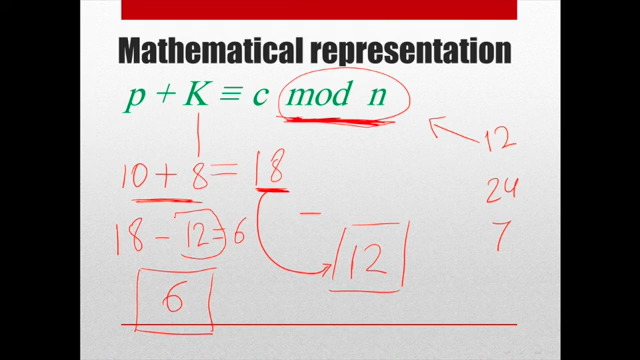 Mathematical representation
p + K ≡ c mod n
10 + 8 = 18
18 - 12 = 6
6
-
12
12
24
7